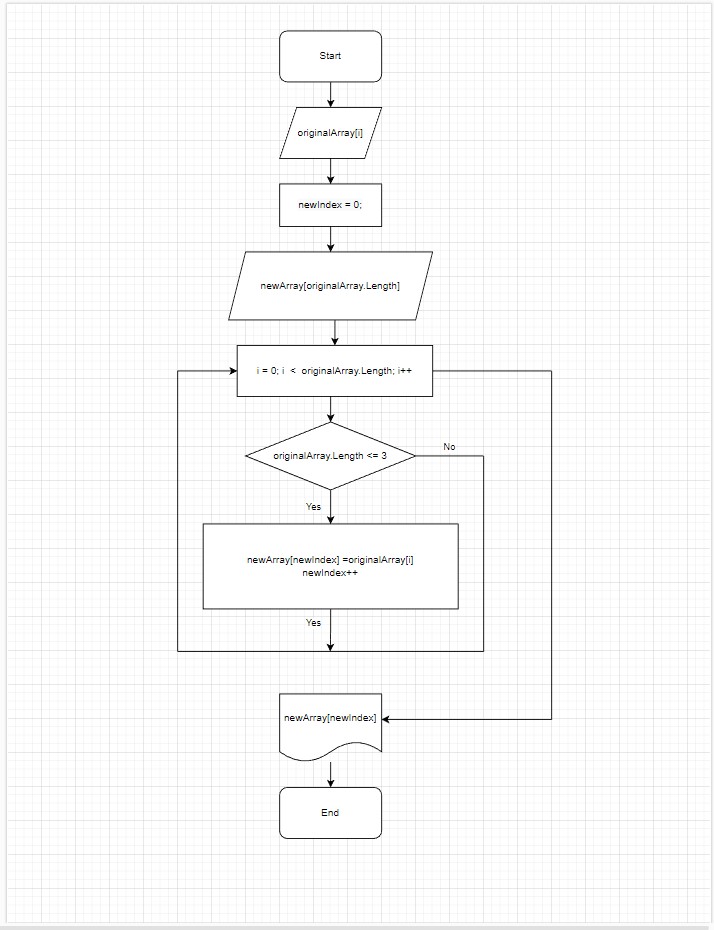 Start
originalArray[i]
newIndex = 0;
newArray[originalArray.Length]
i = 0; i < originalArray.Length; i++
originalArray.Length <= 3
No
Yes
newArray[newIndex] =originalArray[i]
newIndex++
Yes
newArray[newIndex]
End